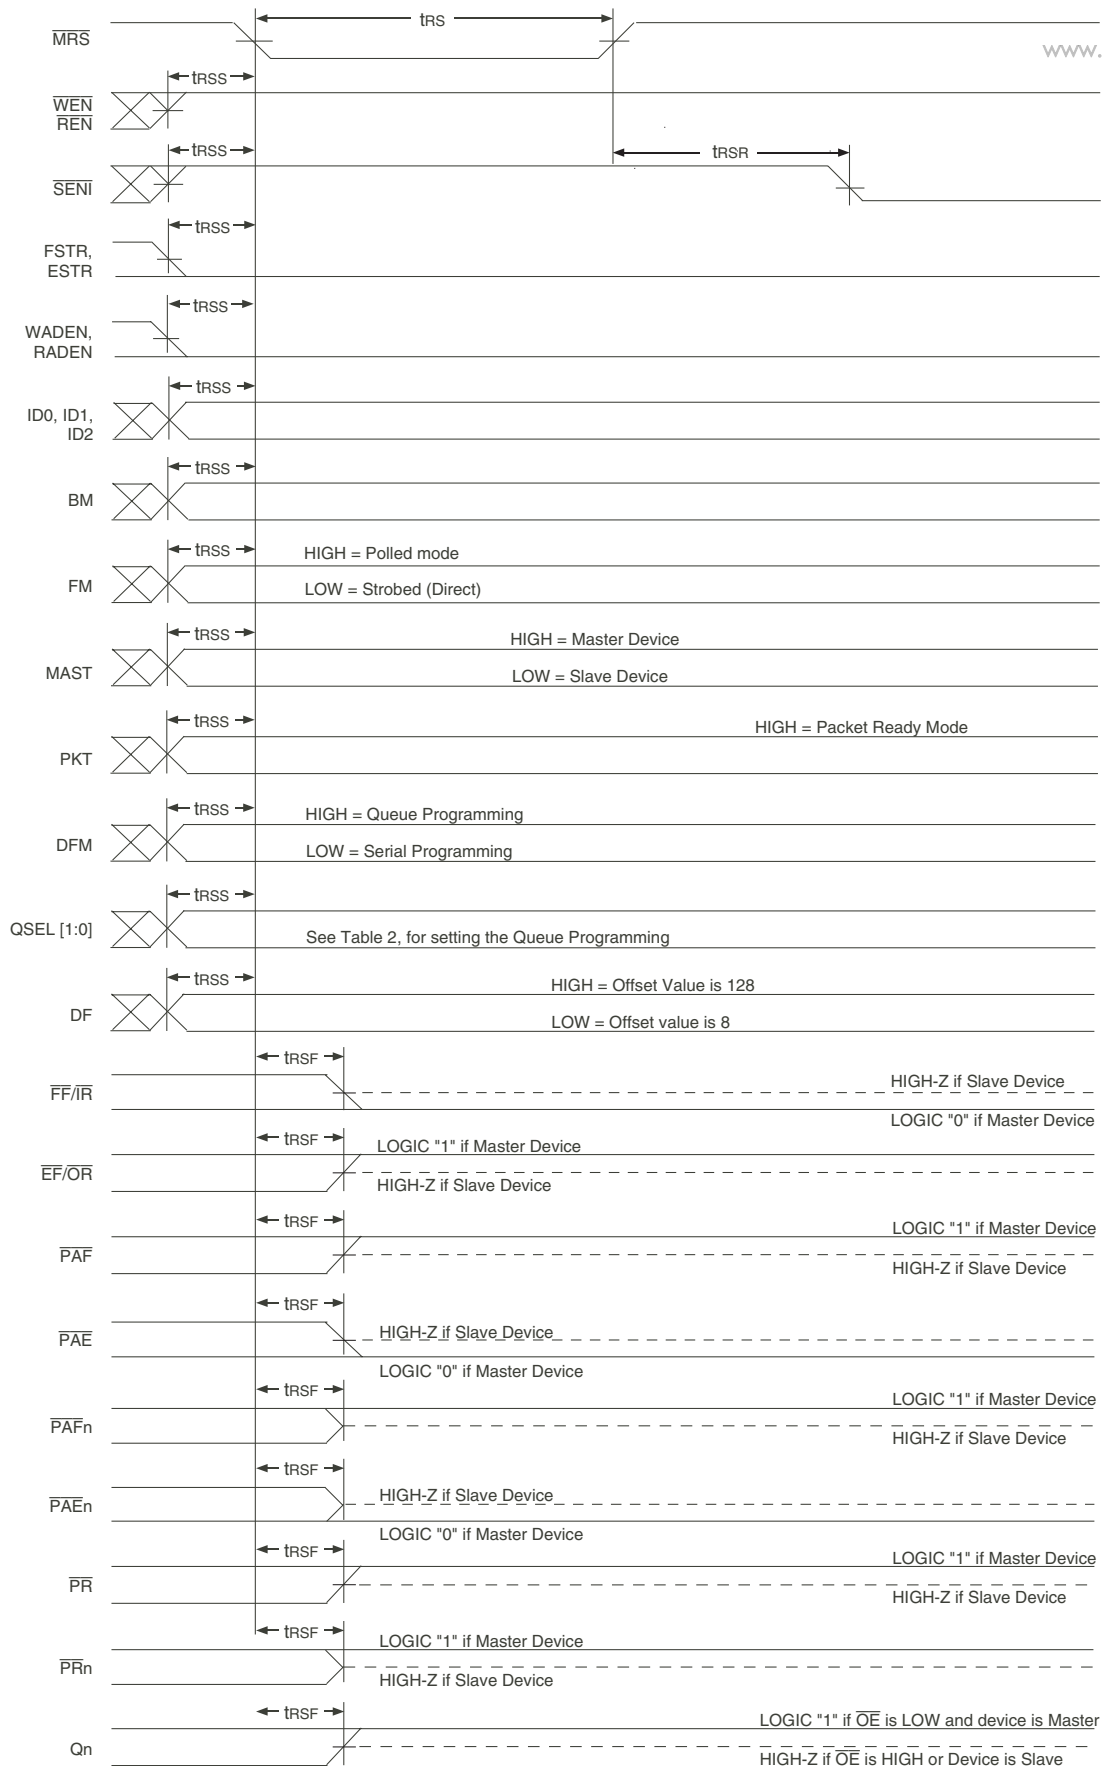 tRS
MRS
www.
tRSS
WEN
REN
tRSS
tRSR
SENI
tRSS
FSTR,
ESTR
tRSS
WADEN,
RADEN
tRSS
ID0, ID1,
ID2
tRSS
BM
tRSS
HIGH = Polled mode
FM
LOW = Strobed (Direct)
tRSS
HIGH = Master Device
MAST
LOW = Slave Device
tRSS
HIGH = Packet Ready Mode
PKT
tRSS
HIGH = Queue Programming
DFM
LOW = Serial Programming
tRSS
QSEL [1:0]
See Table 2, for setting the Queue Programming
tRSS
HIGH = Offset Value is 128
DF
LOW = Offset value is 8
tRSF
FF/IR
HIGH-Z if Slave Device
LOGIC "0" if Master Device
tRSF
LOGIC "1" if Master Device
EF/OR
HIGH-Z if Slave Device
tRSF
LOGIC "1" if Master Device
PAF
HIGH-Z if Slave Device
tRSF
PAE
HIGH-Z if Slave Device
LOGIC "0" if Master Device
tRSF
LOGIC "1" if Master Device
PAFn
HIGH-Z if Slave Device
tRSF
HIGH-Z if Slave Device
PAEn
LOGIC "0" if Master Device
tRSF
LOGIC "1" if Master Device
PR
HIGH-Z if Slave Device
tRSF
LOGIC "1" if Master Device
PRn
HIGH-Z if Slave Device
tRSF
LOGIC "1" if OE is LOW and device is Master
Qn
HIGH-Z if OE is HIGH or Device is Slave